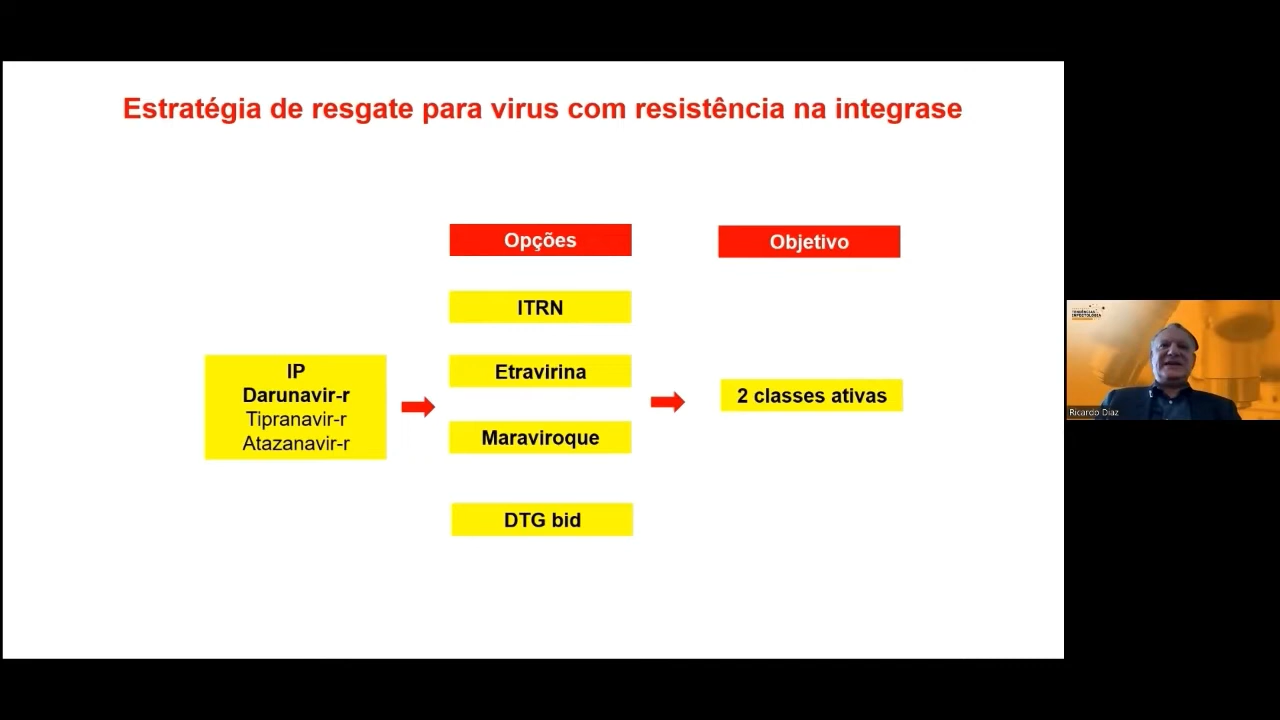 Estratégia de resgate para virus com resistência na integrase
Opções
Objetivo
ITRN
IP
Darunavir-r
Tipranavir-r
Atazanavir-r
Etravirina
2 classes ativas
Maraviroque
DTG bid
INFECTOLOGIA
Ricardo Diaz